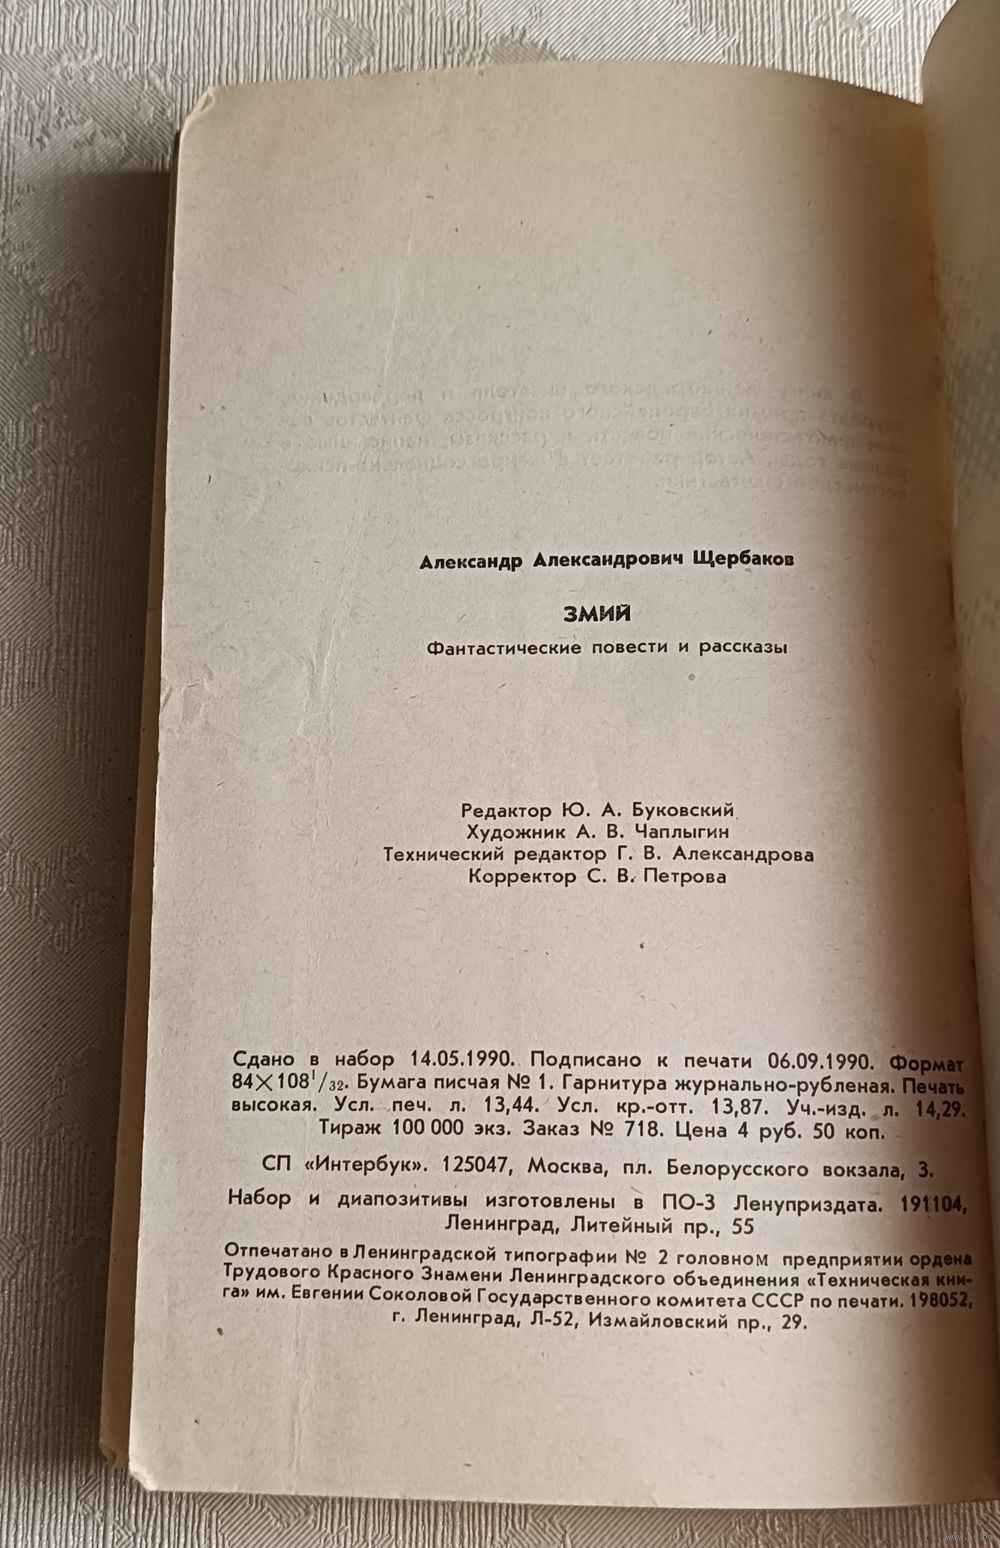 Александр Александрович Щербаков
ЗМИЙ
Фантастические повести и рассказы
Редактор Ю. А. Буковский
Художник А. В. Чаплыгин
Технический редактор Г. В. Александрова
Корректор С. В. Петрова
Сдано в набор 14.05.1990. Подписано к печати 06.09.1990. Формат
84×108¹/₃₂. Бумага писчая № 1. Гарнитура журнально-рубленая. Печать
высокая. Усл. печ. л. 13,44. Усл. кр.-отт. 13,87. Уч.-изд. л. 14,29.
Тираж 100 000 экз. Заказ № 718. Цена 4 руб. 50 коп.
СП «Интербук». 125047, Москва, пл. Белорусского вокзала, 3.
Набор и диапозитивы изготовлены в ПО-3 Ленуприздата. 191104,
Ленинград, Литейный пр., 55
Отпечатано в Ленинградской типографии № 2 головном предприятии ордена
Трудового Красного Знамени Ленинградского объединения «Техническая кни-
га» им. Евгении Соколовой Государственного комитета СССР по печати. 198052,
г. Ленинград, Л-52, Измайловский пр., 29.